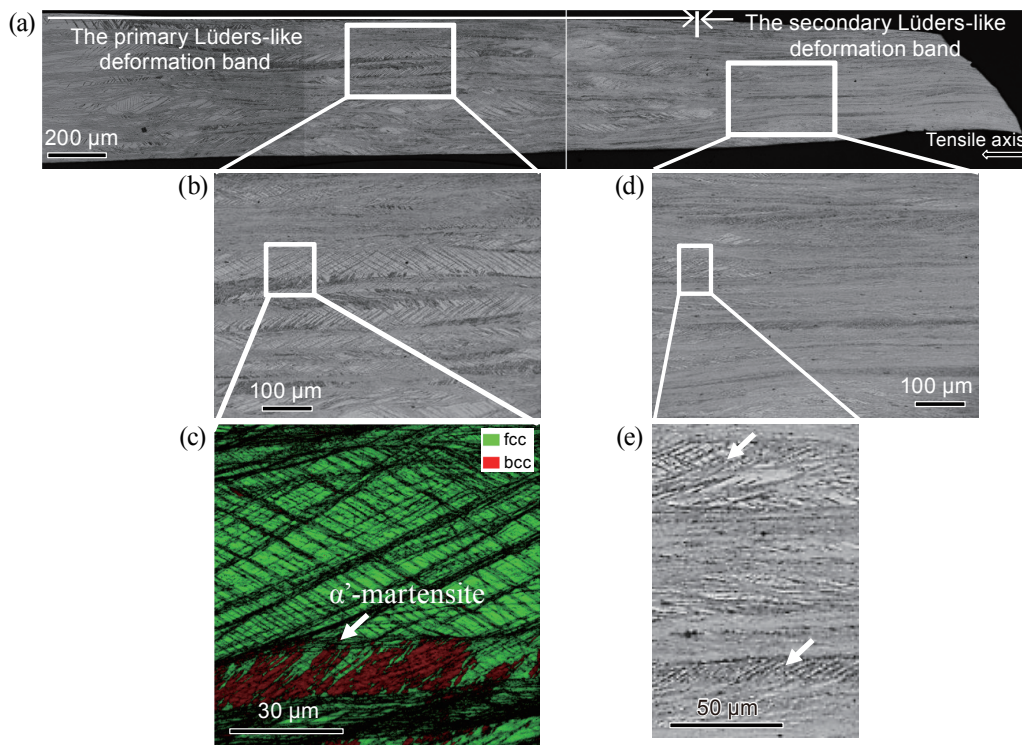 (a)
The primary Lüders-like
deformation band
The secondary Lüders-like
deformation band
200 µm
Tensile axis
(b)
100 µm
(d)
100 µm
(c)
fcc
bcc
α’-martensite
30 µm
(e)
50 µm